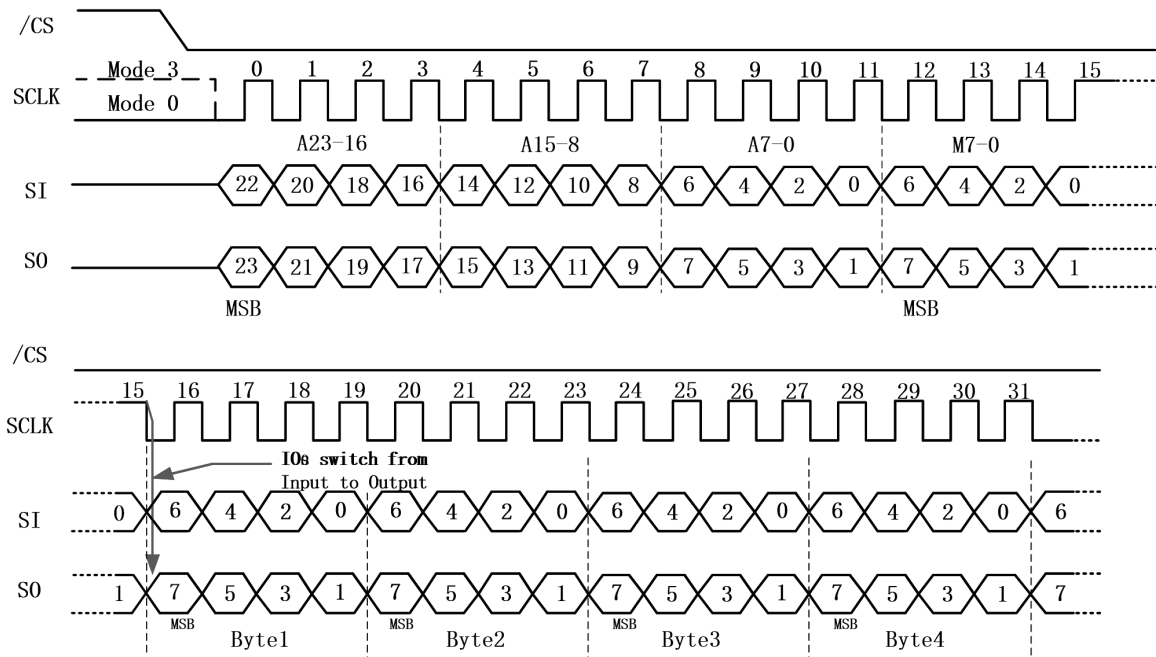 /CS
Mode 3 0 1 2 3 4 5 6 7 8 9 10 11 12 13 14 15
SCLK
Mode 0
A23-16 A15-8 A7-0 M7-0
SI 22 20 18 16 14 12 10 8 6 4 2 0 6 4 2 0
SO 23 21 19 17 15 13 11 9 7 5 3 1 7 5 3 1
MSB MSB
/CS
15 16 17 18 19 20 21 22 23 24 25 26 27 28 29 30 31
SCLK
IOs switch from
Input to Output
SI 0 6 4 2 0 6 4 2 0 6 4 2 0 6 4 2 0 6
SO 1 7 5 3 1 7 5 3 1 7 5 3 1 7 5 3 1 7
MSB MSB MSB MSB
Byte1 Byte2 Byte3 Byte4